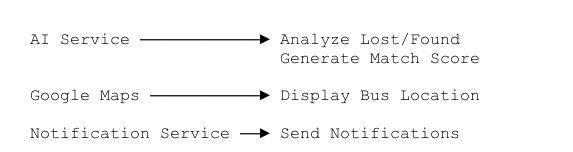 AI Service Analyze Lost/Found
Generate Match Score
Google Maps Display Bus Location
Notification Service Send Notifications